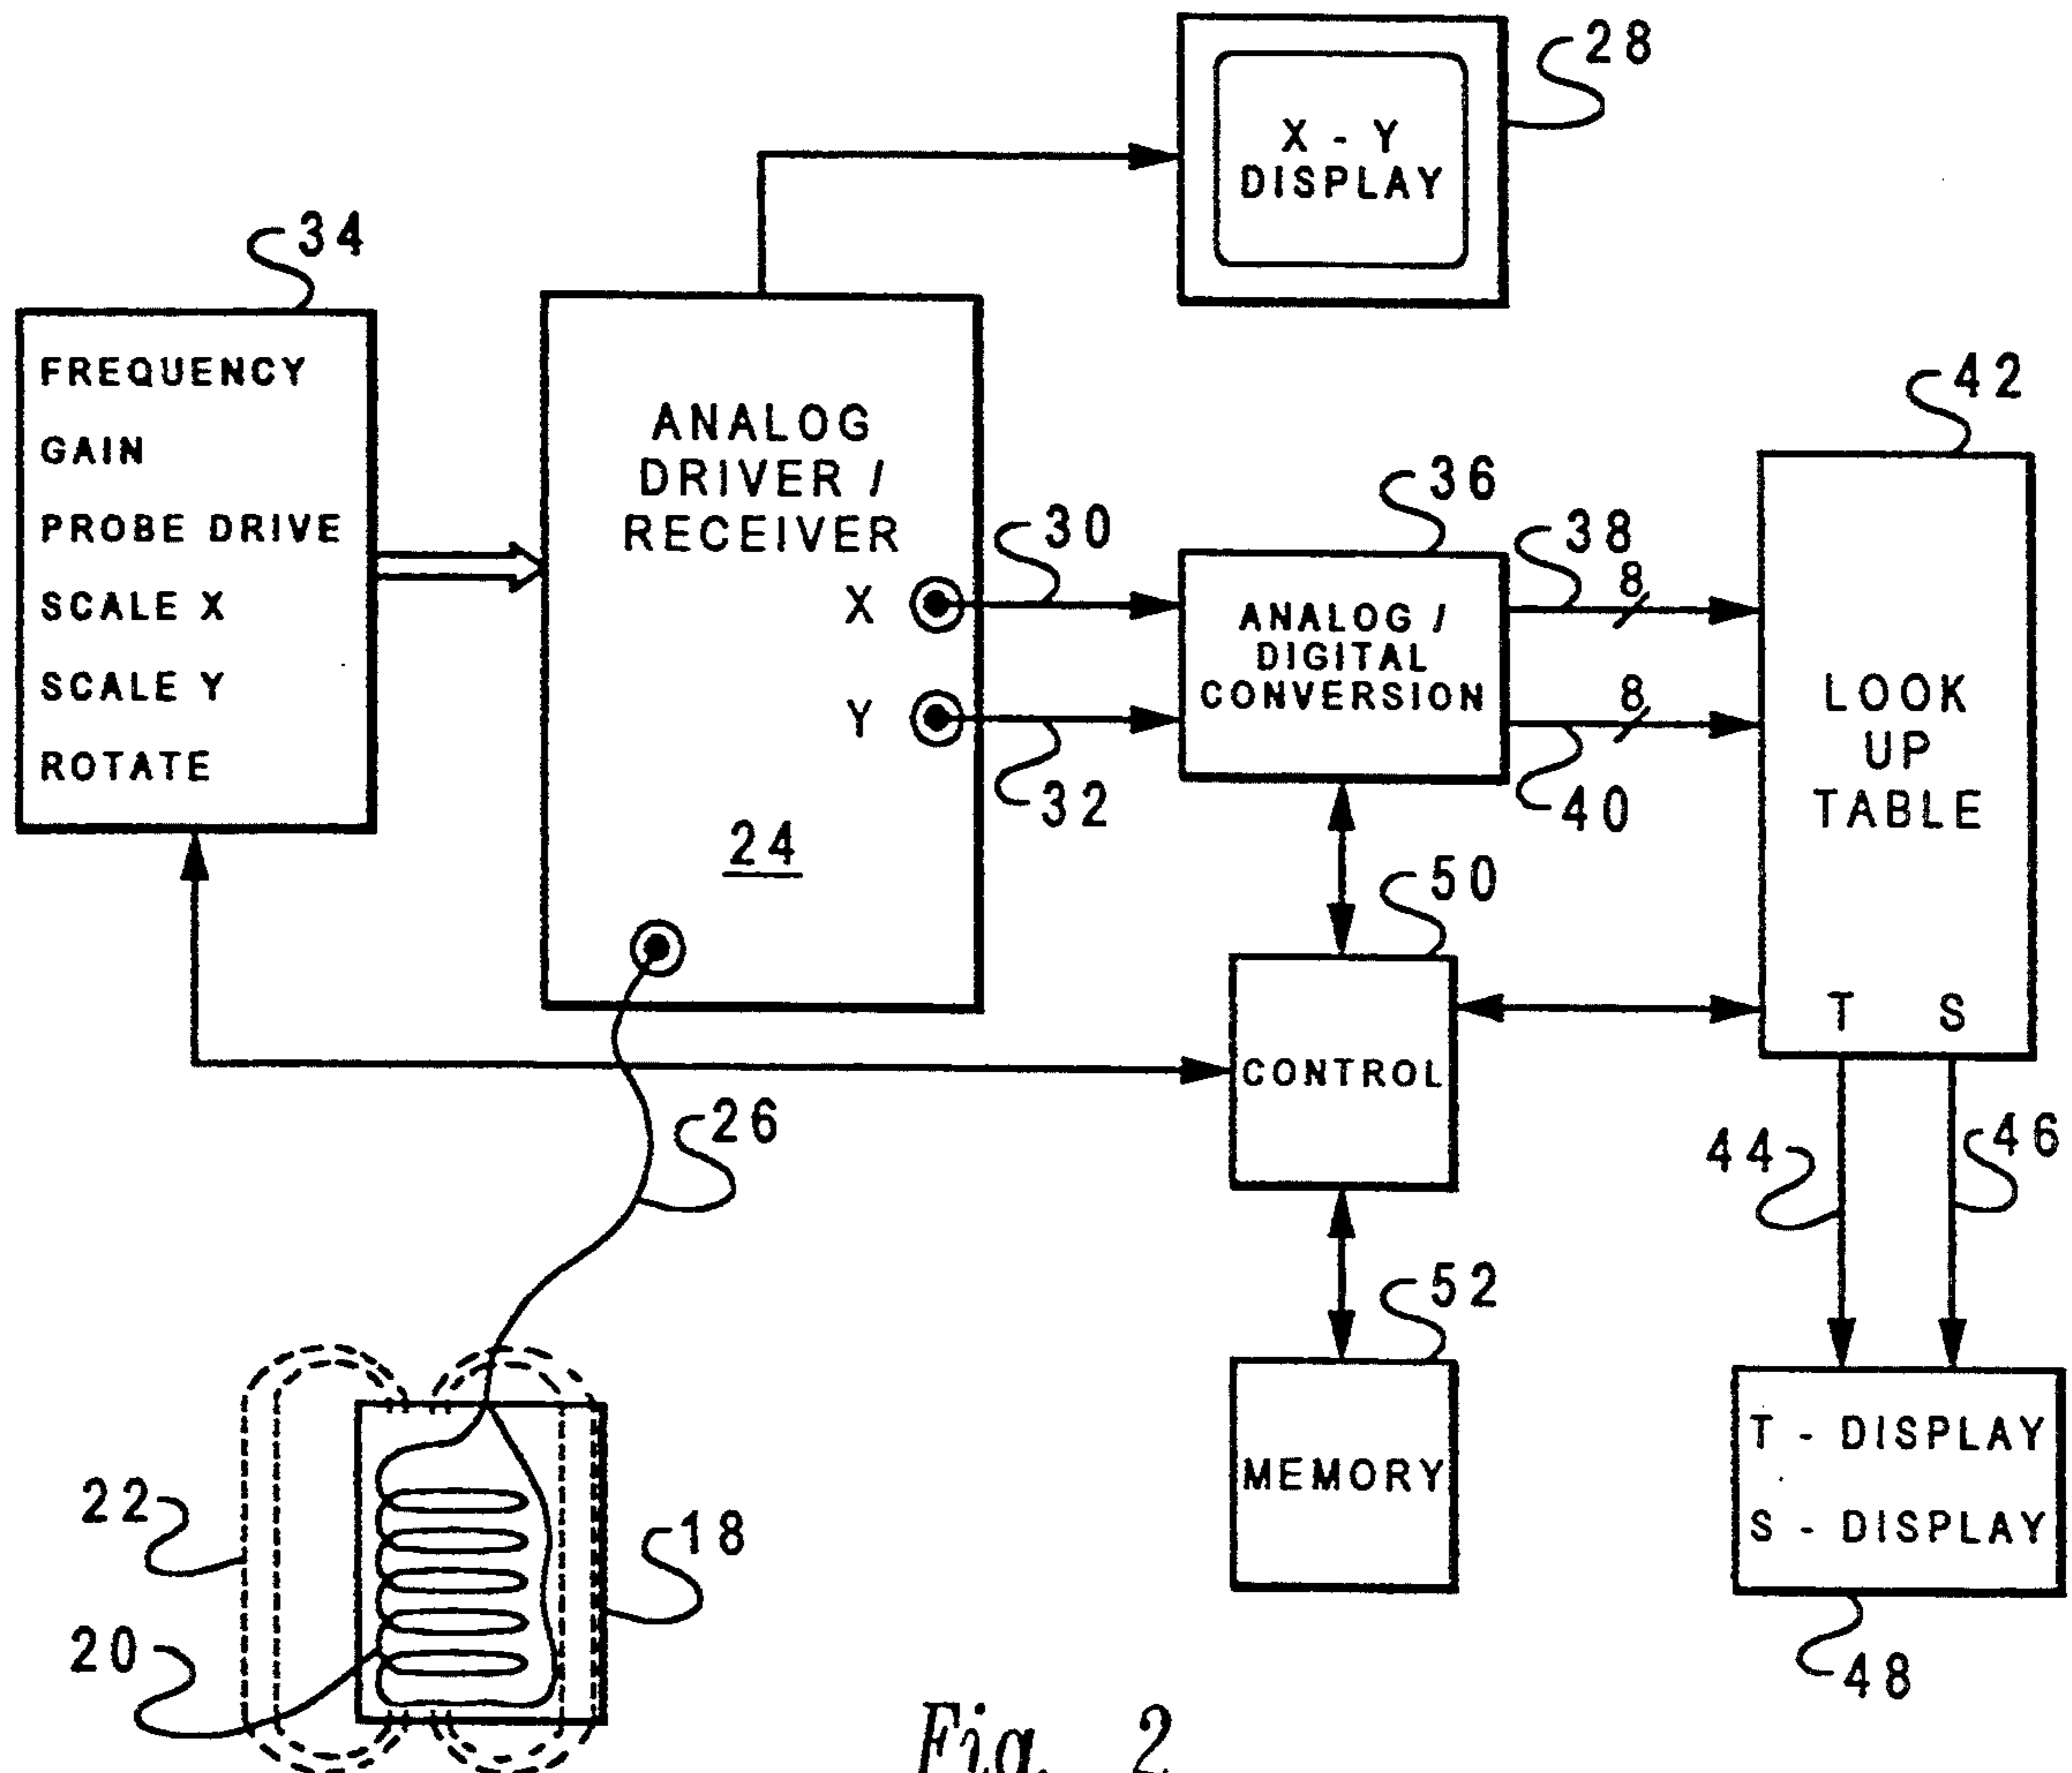 28
X - Y
DISPLAY
34
FREQUENCY
GAIN
PROBE DRIVE
SCALE X
SCALE Y
ROTATE
ANALOG
DRIVER /
RECEIVER
X
Y
24
30
32
36
ANALOG /
DIGITAL
CONVERSION
38
8
8
40
42
LOOK
UP
TABLE
T S
50
CONTROL
26
44
46
52
MEMORY
T - DISPLAY
S - DISPLAY
48
22
18
20
Fig. 2